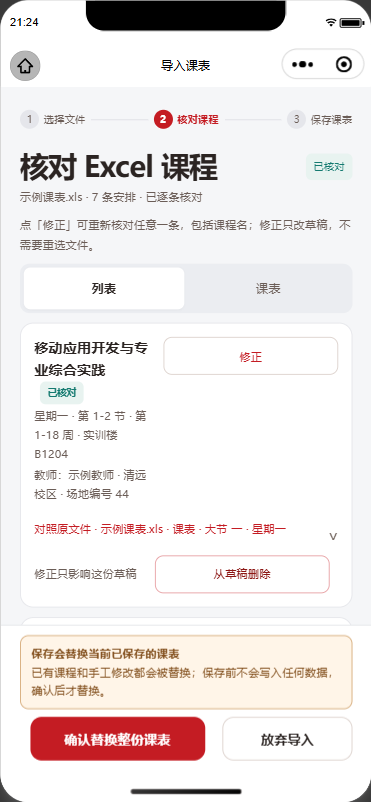 21:24
导入课表
1 选择文件 2 核对课程 3 保存课表
核对 Excel 课程 已核对
示例课表.xls · 7 条安排 · 已逐条核对
点「修正」可重新核对任意一条，包括课程名；修正只改草稿，不
需要重选文件。
列表 课表
移动应用开发与专
业综合实践
修正
已核对
星期一 · 第 1-2 节 · 第
1-18 周 · 实训楼
B1204
教师：示例教师 · 清远
校区 · 场地编号 44
对照原文件 · 示例课表.xls · 课表 · 大节 一 · 星期一
修正只影响这份草稿 从草稿删除
保存会替换当前已保存的课表
已有课程和手工修改都会被替换；保存前不会写入任何数据，
确认后才替换。
确认替换整份课表 放弃导入